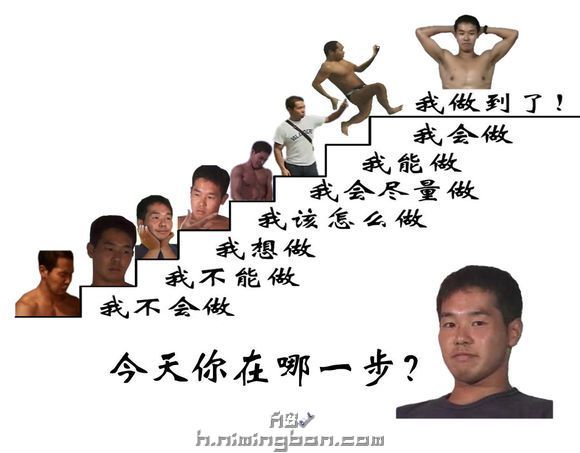 我做到了!
我会做
我能做
我会尽量做
我该怎么做
我想做
我不能做
我不会做
今天你在哪一步?
h.nimingban.com